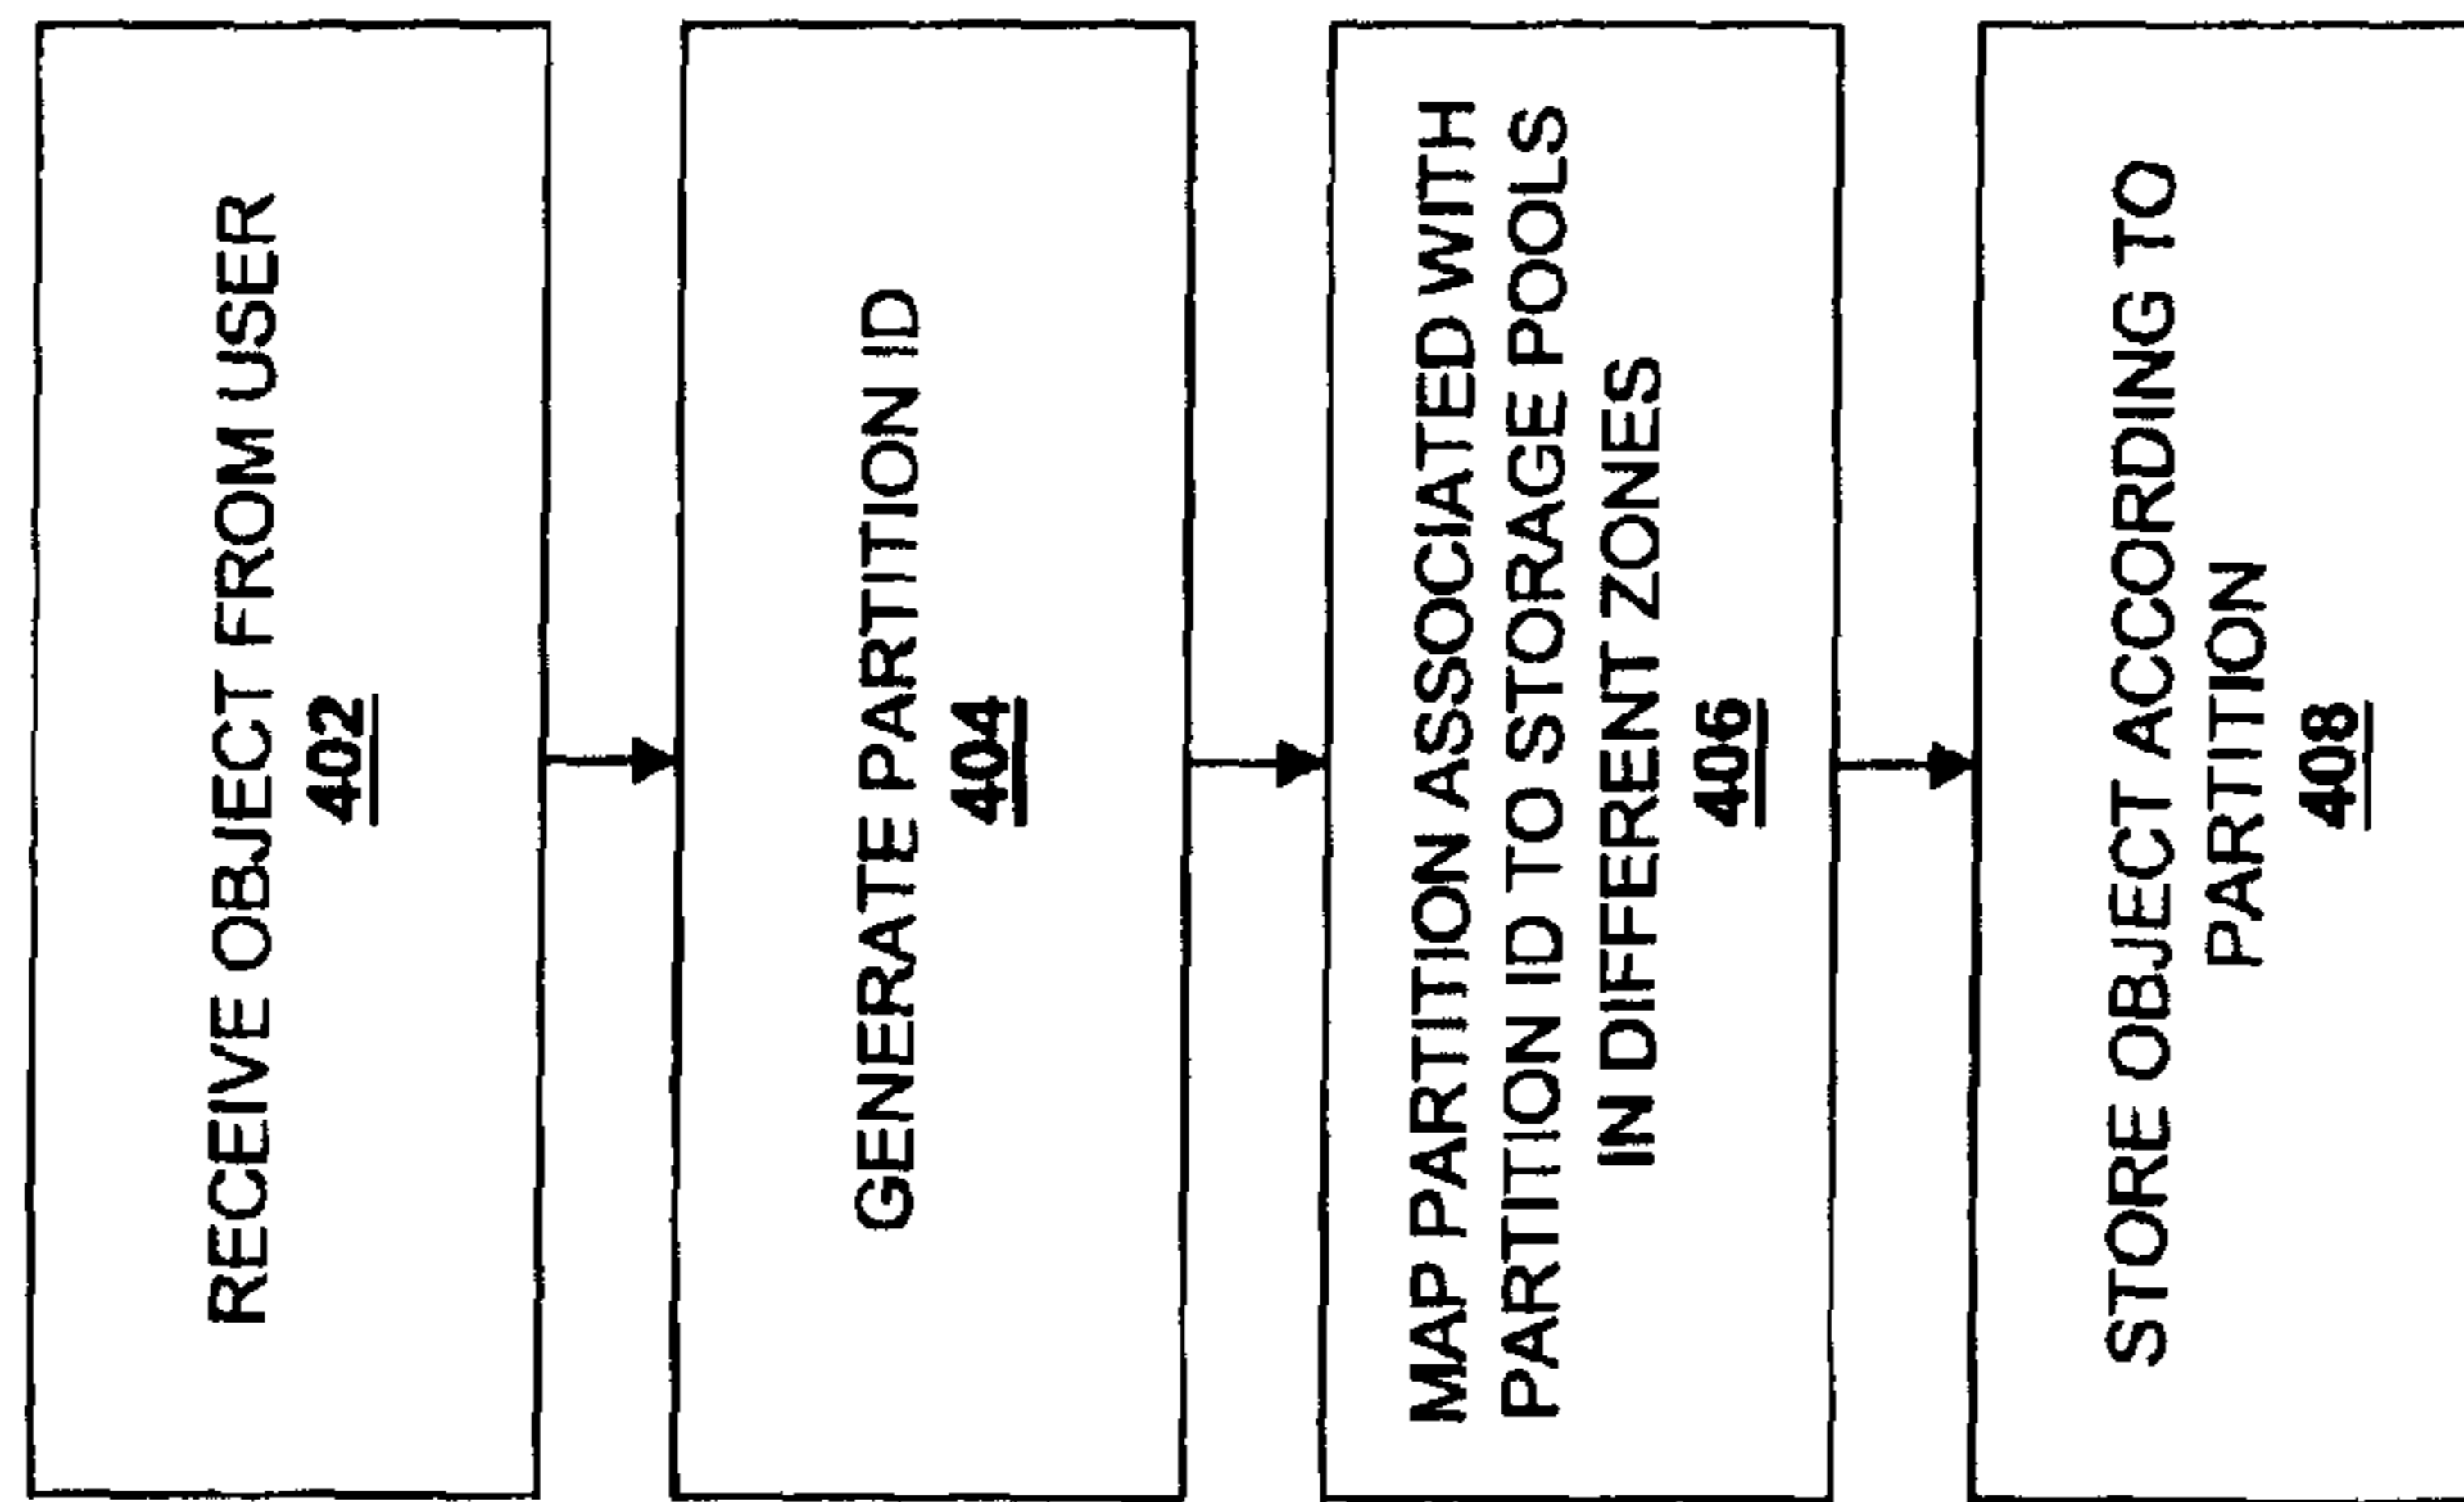 RECEIVE OBJECT FROM USER
402
GENERATE PARTITION ID
404
MAP PARTITION ASSOCIATED WITH
PARTITION ID TO STORAGE POOLS
IN DIFFERENT ZONES
406
STORE OBJECT ACCORDING TO
PARTITION
408